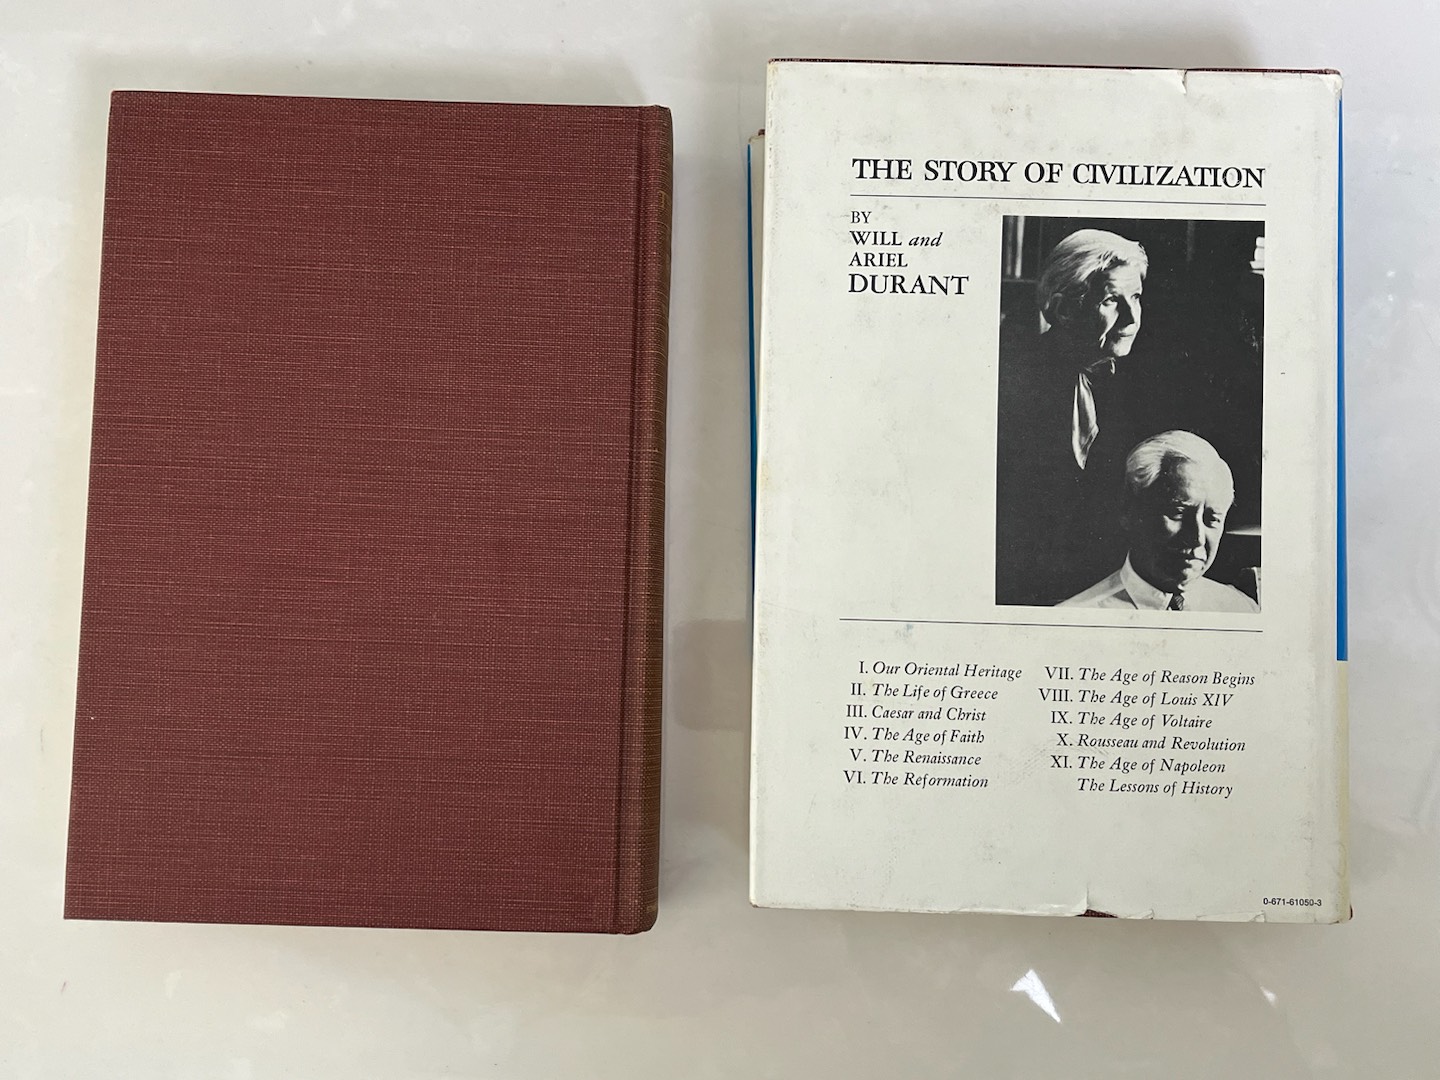 THE STORY OF CIVILIZATION
BY
WILL and
ARIEL
DURANT
I. Our Oriental Heritage
II. The Life of Greece
III. Caesar and Christ
IV. The Age of Faith
V. The Renaissance
VI. The Reformation
VII. The Age of Reason Begins
VIII. The Age of Louis XIV
IX. The Age of Voltaire
X. Rousseau and Revolution
XI. The Age of Napoleon
The Lessons of History
0-671-61050-3